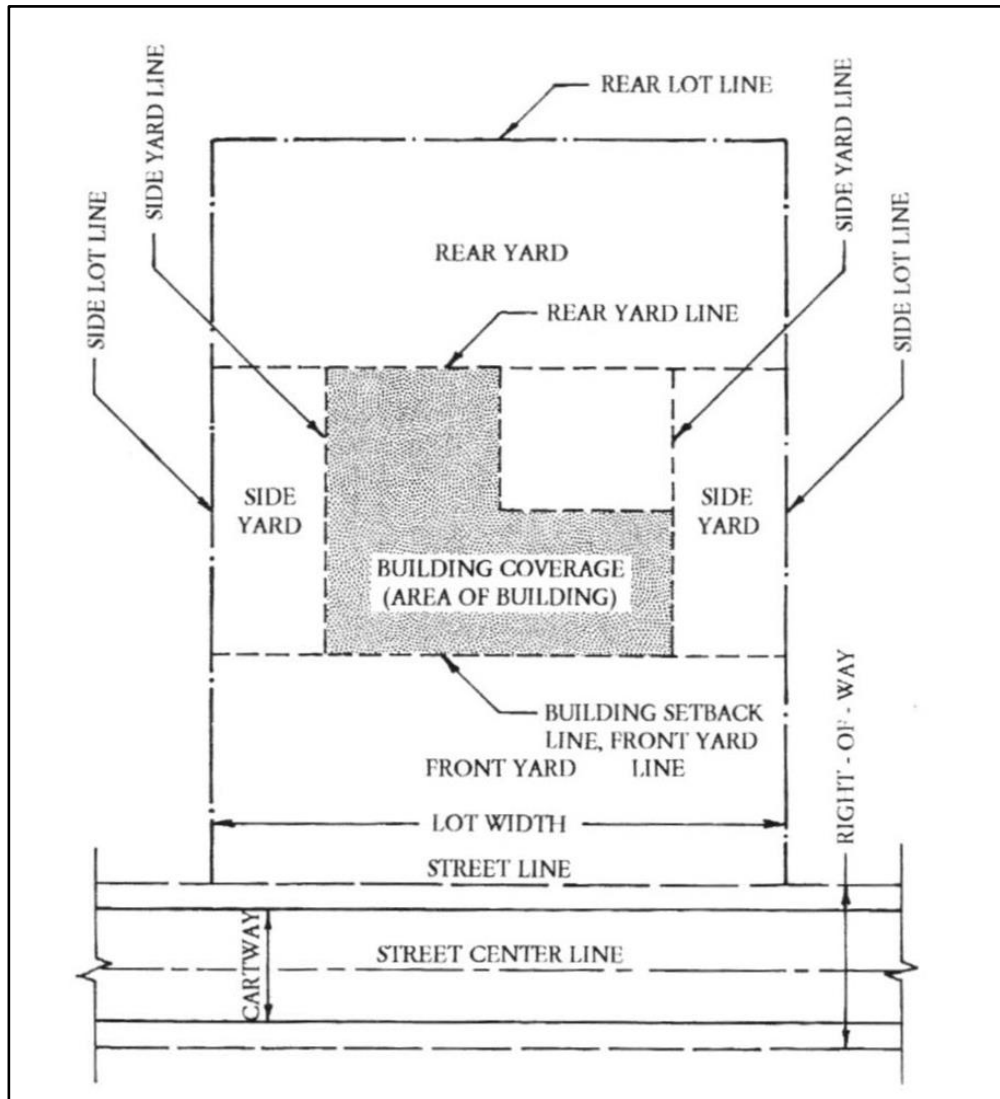 REAR LOT LINE
SIDE YARD LINE
SIDE YARD LINE
SIDE LOT LINE
SIDE LOT LINE
REAR YARD
REAR YARD LINE
SIDE
YARD
SIDE
YARD
BUILDING COVERAGE
(AREA OF BUILDING)
BUILDING SETBACK
LINE, FRONT YARD
LINE
FRONT YARD
RIGHT - OF - WAY
LOT WIDTH
STREET LINE
STREET CENTER LINE
CARTWAY